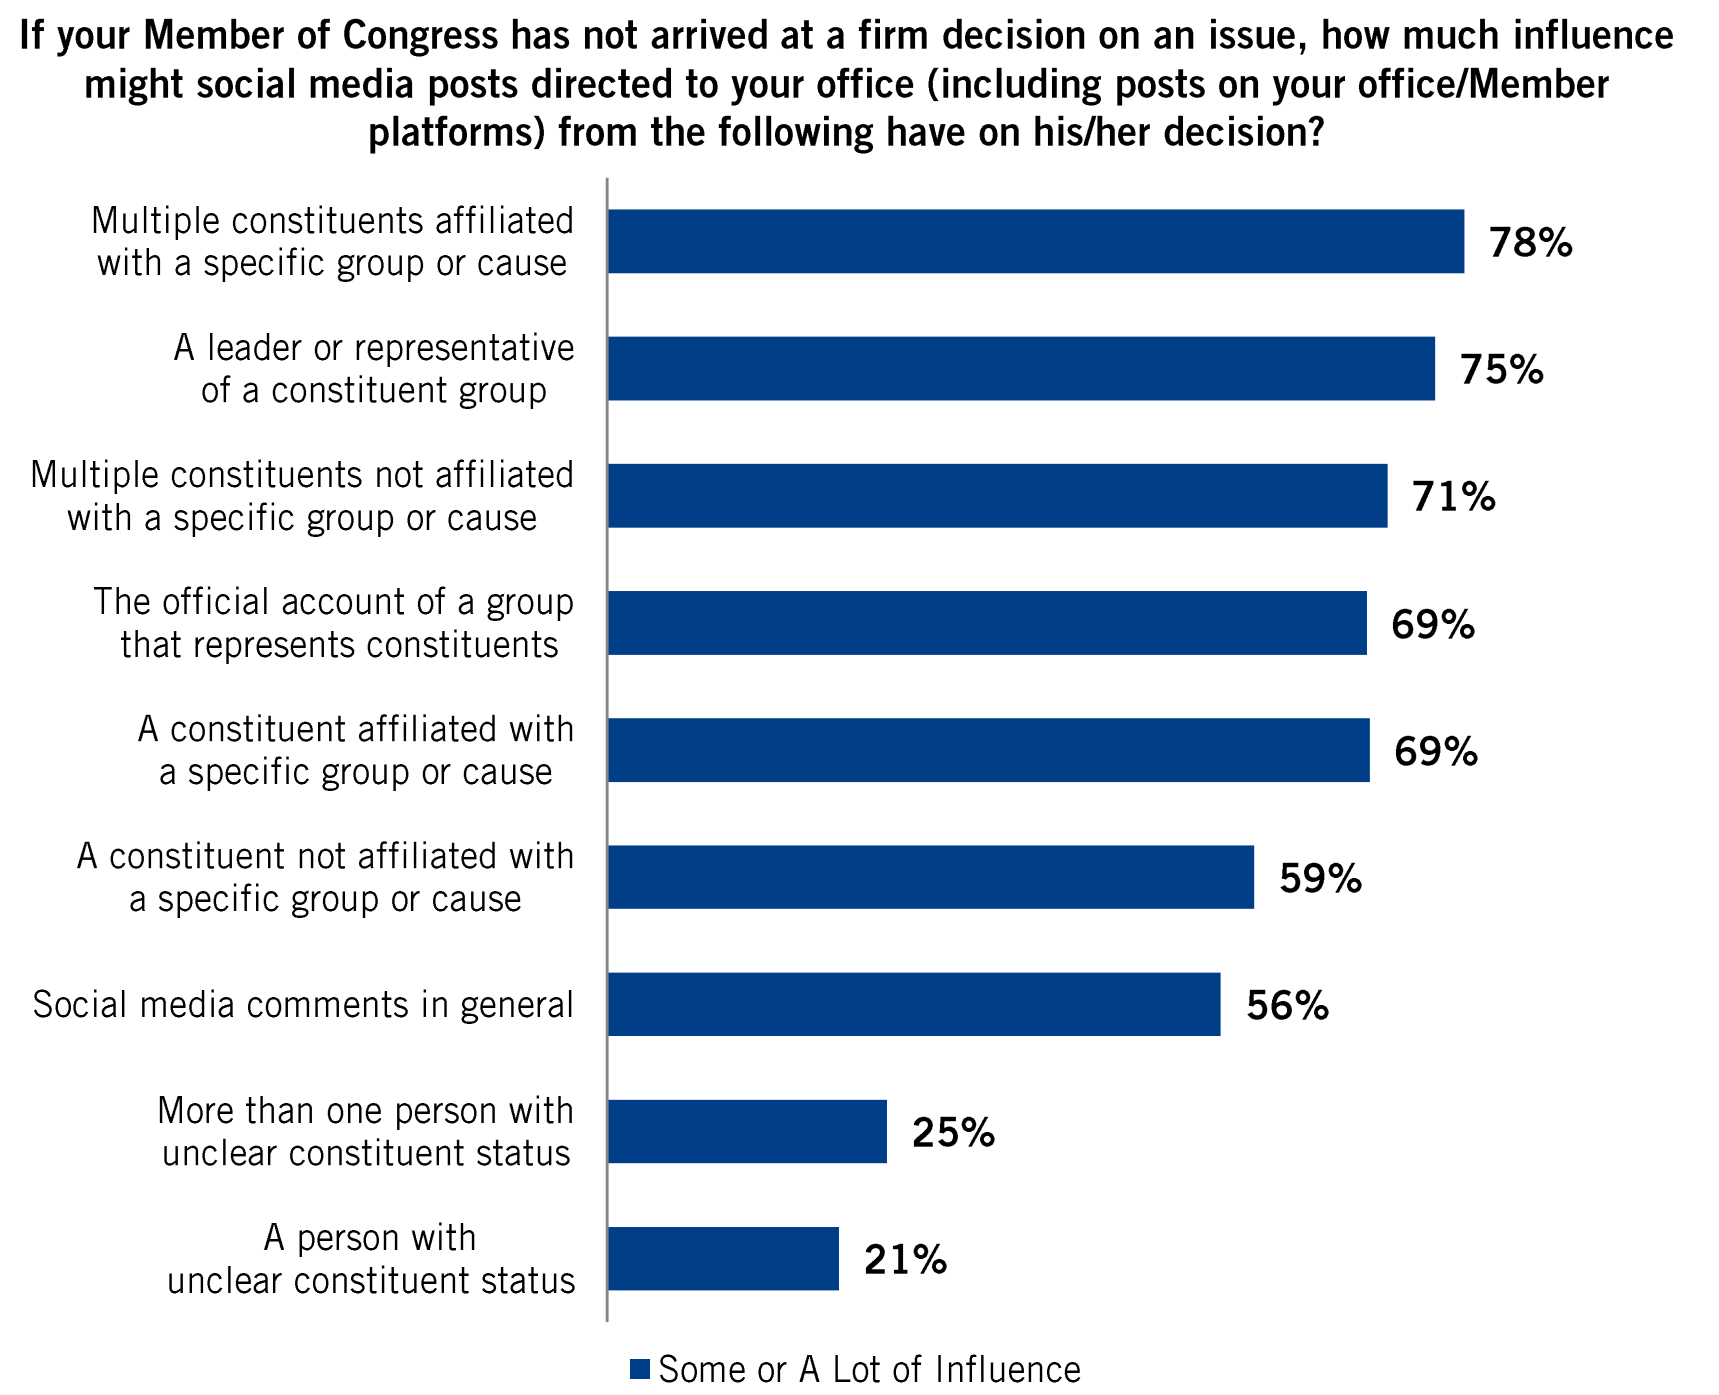 If your Member of Congress has not arrived at a firm decision on an issue, how much influence
might social media posts directed to your office (including posts on your office/Member
platforms) from the following have on his/her decision?
Multiple constituents affiliated
with a specific group or cause
78%
A leader or representative
of a constituent group
75%
Multiple constituents not affiliated
with a specific group or cause
71%
The official account of a group
that represents constituents
69%
A constituent affiliated with
a specific group or cause
69%
A constituent not affiliated with
a specific group or cause
59%
Social media comments in general
56%
More than one person with
unclear constituent status
25%
A person with
unclear constituent status
21%
Some or A Lot of Influence